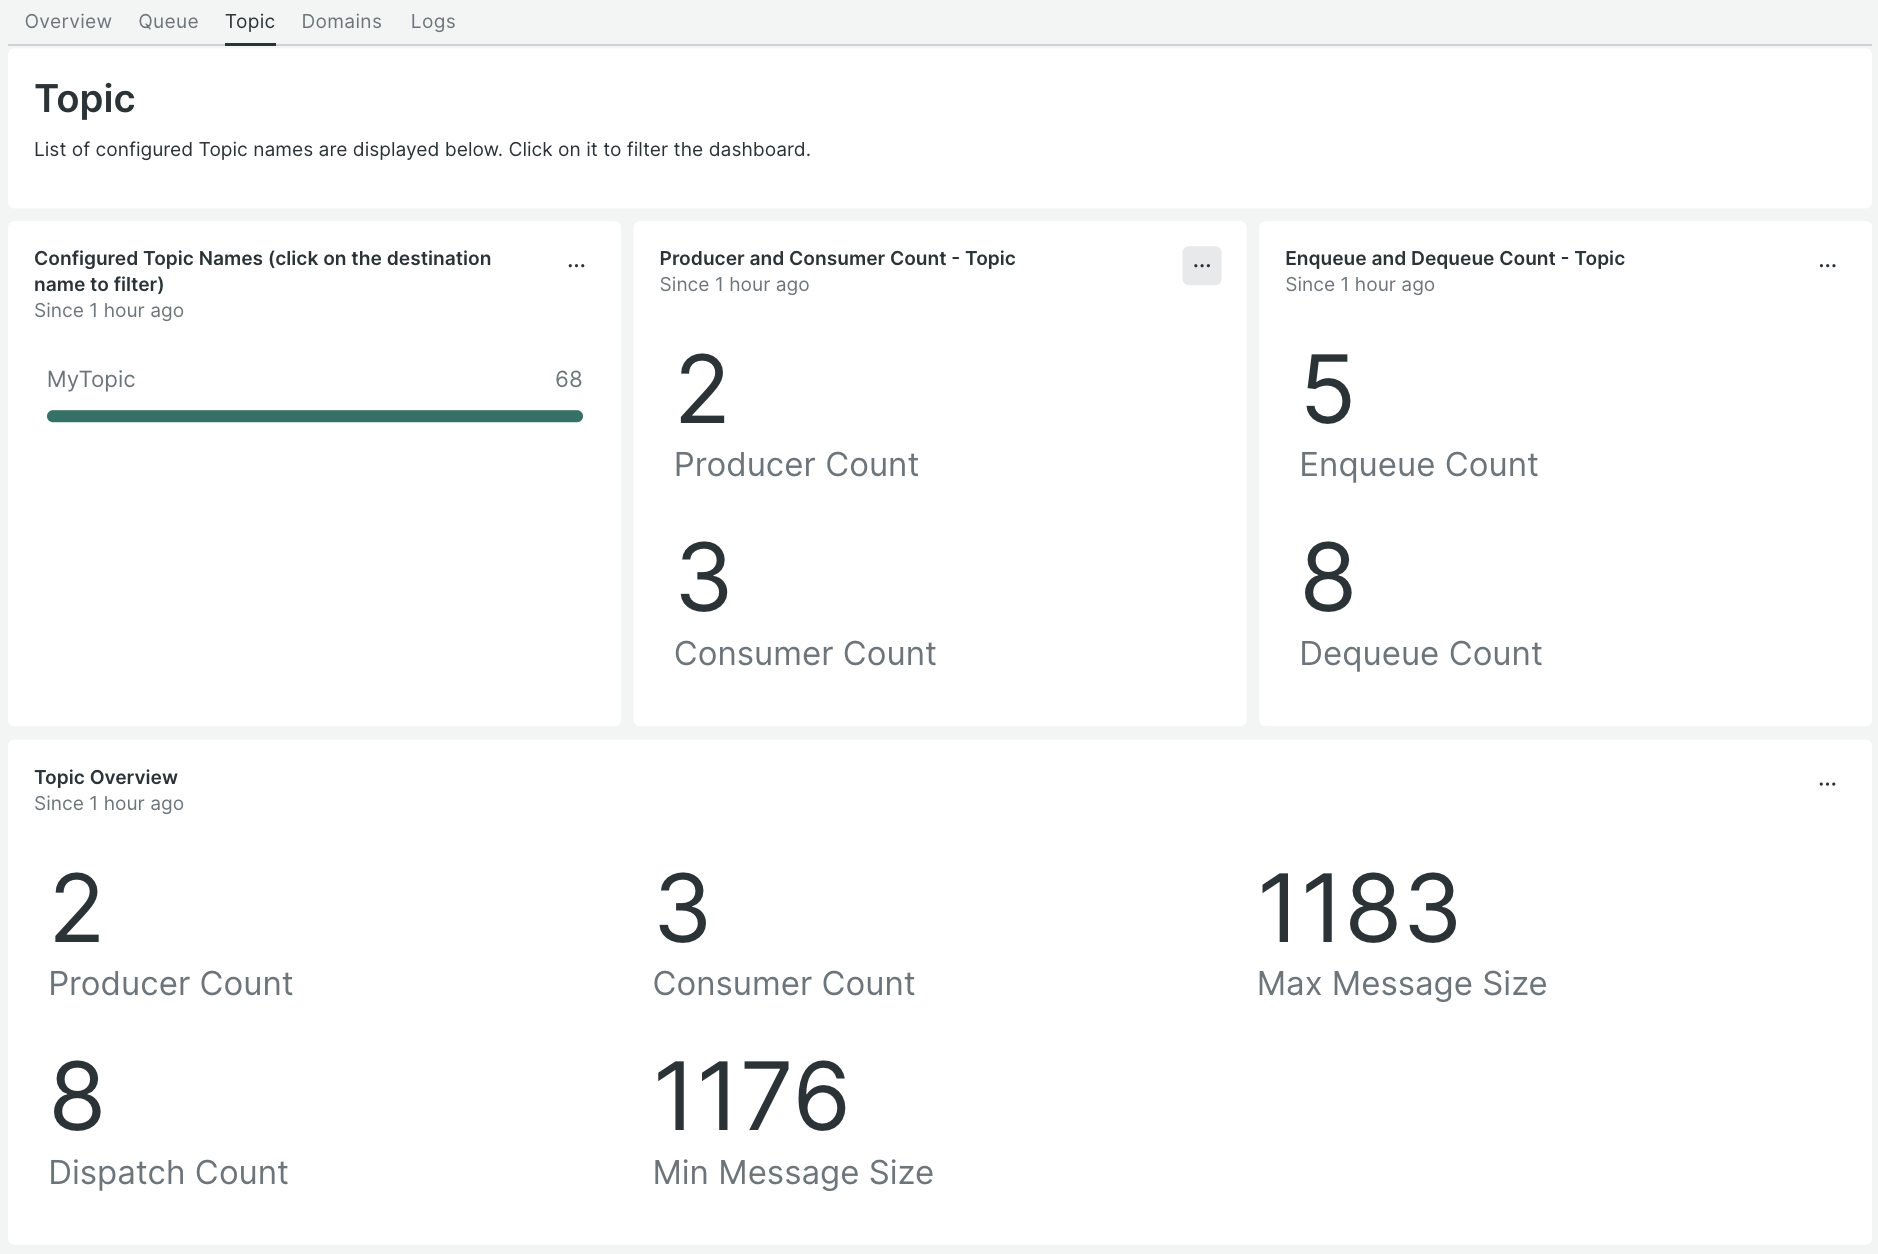 Overview Queue Topic Domains Logs
Topic
List of configured Topic names are displayed below. Click on it to filter the dashboard.
Configured Topic Names (click on the destination
name to filter)
Since 1 hour ago
MyTopic 68
Producer and Consumer Count - Topic
Since 1 hour ago
2
Producer Count
3
Consumer Count
Enqueue and Dequeue Count - Topic
Since 1 hour ago
5
Enqueue Count
8
Dequeue Count
Topic Overview
Since 1 hour ago
2
Producer Count
3
Consumer Count
1183
Max Message Size
8
Dispatch Count
1176
Min Message Size